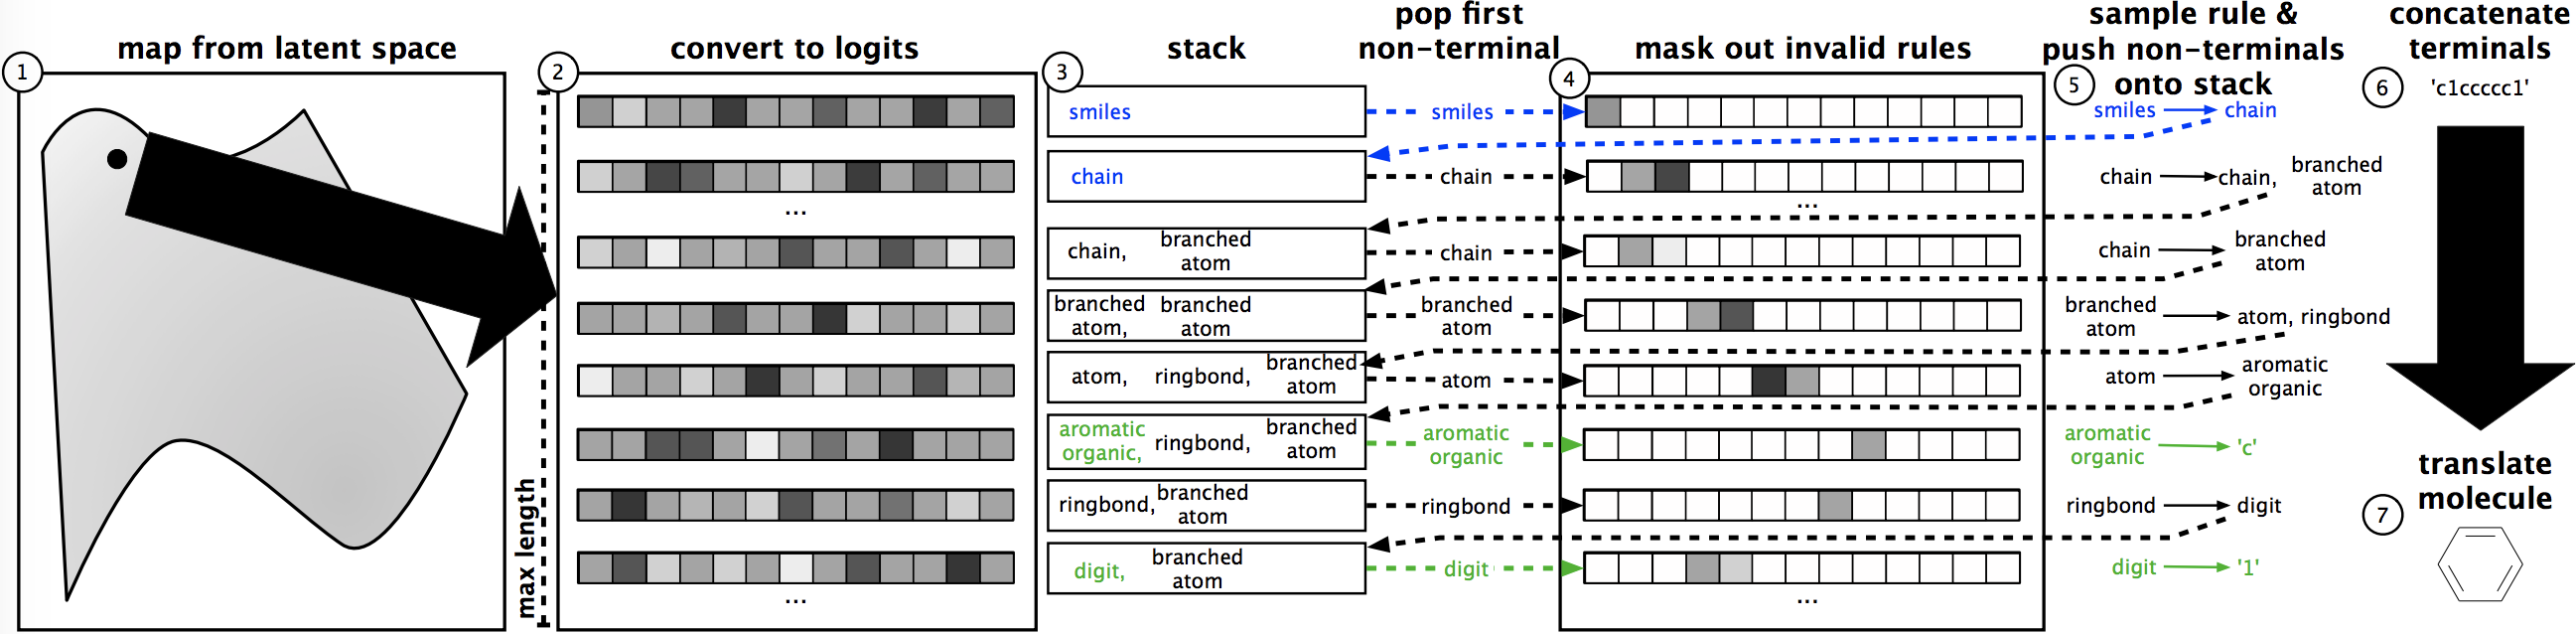 1
map from latent space
2
convert to logits
max length
...
...
3
stack
smiles
chain
chain, branched
atom
branched
atom, branched
atom
atom, ringbond, branched
atom
aromatic
organic, ringbond, branched
atom
ringbond, branched
atom
digit, branched
atom
pop first
non-terminal
smiles
chain
chain
branched
atom
atom
aromatic
organic
ringbond
digit
4
mask out invalid rules
...
...
sample rule &
push non-terminals
5
onto stack
smiles chain
chain chain, branched
atom
chain branched
atom
branched
atom atom, ringbond
atom aromatic
organic
aromatic
organic 'c'
ringbond digit
digit '1'
concatenate
terminals
6
'c1ccccc1'
translate
molecule
7